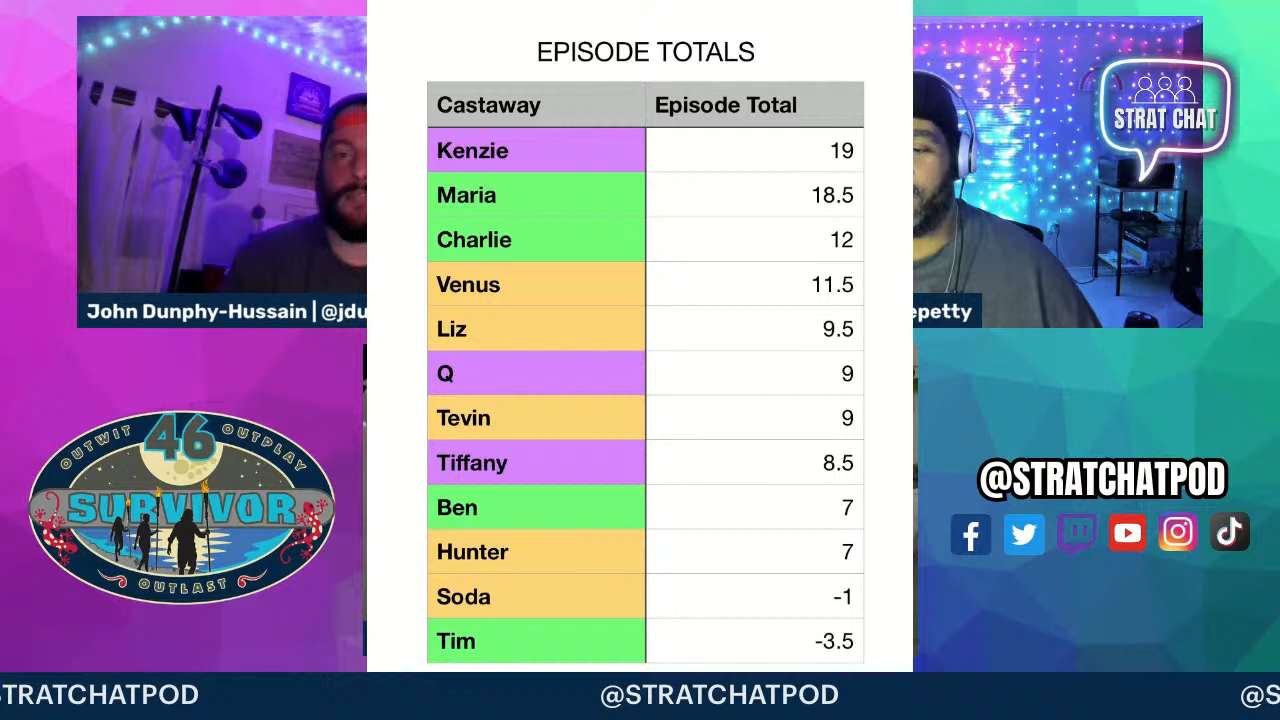 EPISODE TOTALS
Castaway Episode Total
Kenzie 19
Maria 18.5
Charlie 12
Venus 11.5
Liz 9.5
Q 9
Tevin 9
Tiffany 8.5
Ben 7
Hunter 7
Soda -1
Tim -3.5
STRAT CHAT
John Dunphy-Hussain | @jdu
epetty
OUTWIT 46 OUTPLAY
SURVIVOR
OUTLAST
@STRATCHATPOD
TRATCHATPOD @STRATCHATPOD @S